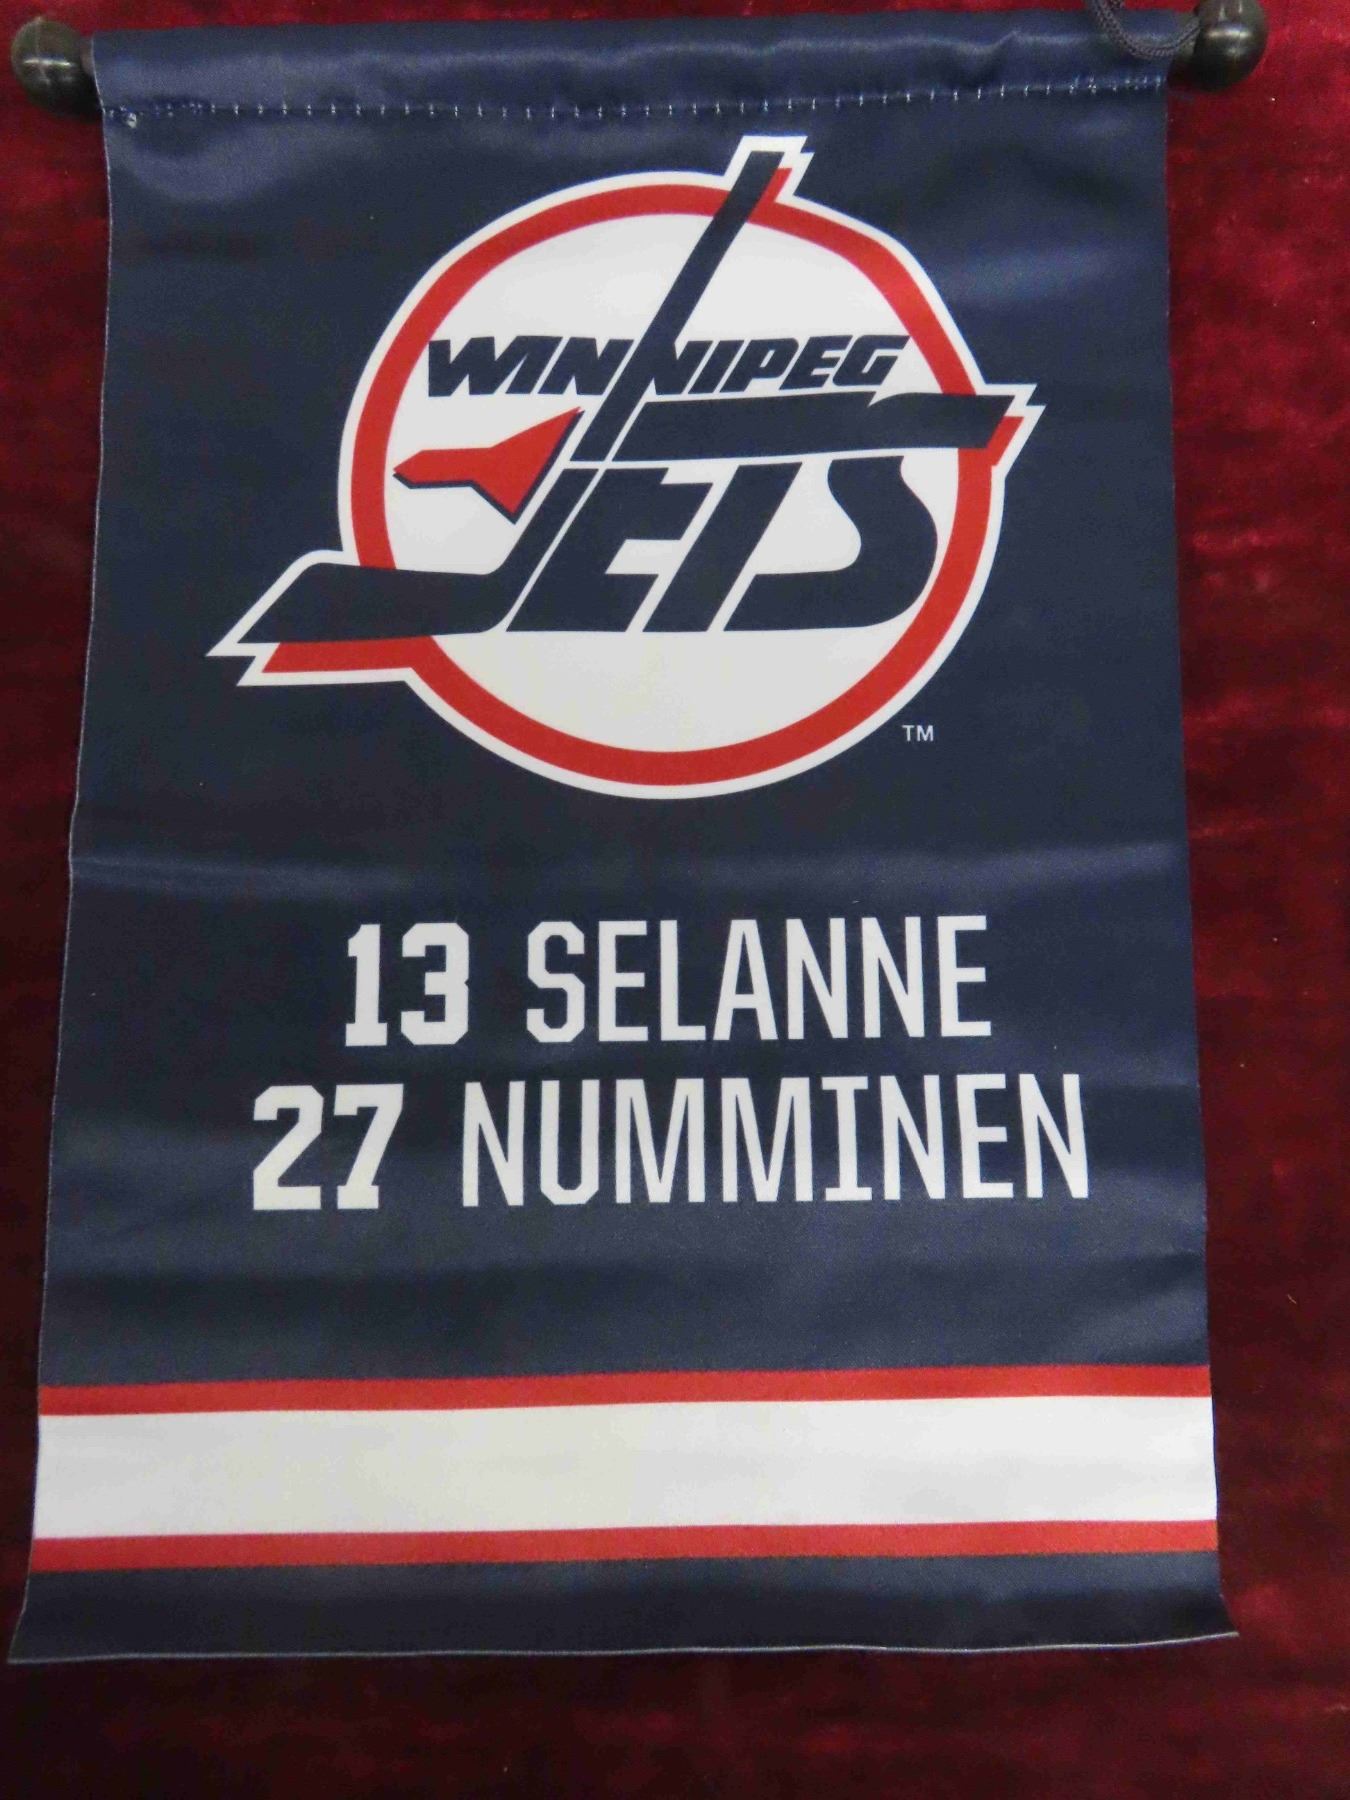 WINNIPEG
JETS
TM
13 SELANNE
27 NUMMINEN